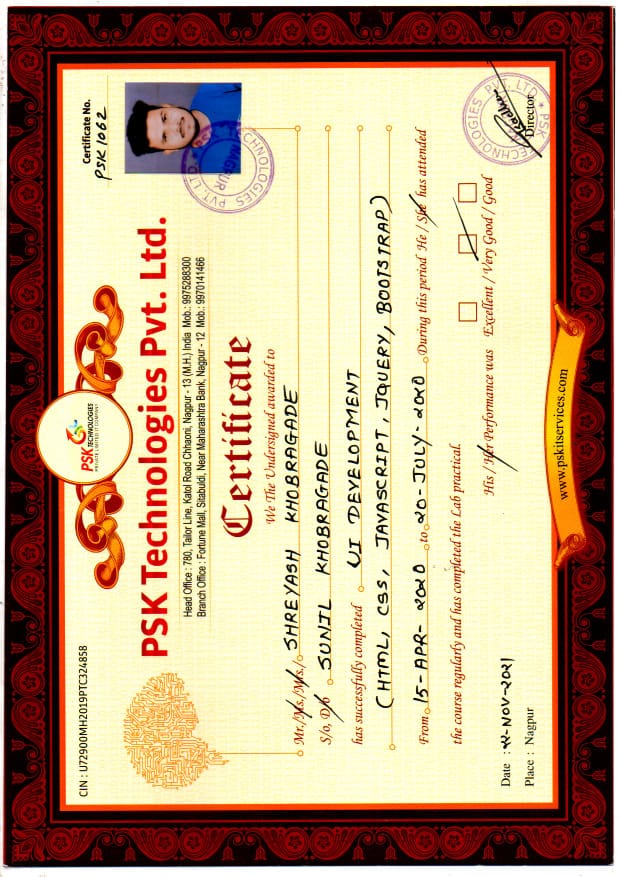 CIN : U72900MH2019PTC324858
PSK TECHNOLOGIES
PRIVATE LIMITED IT COMPANY
Certificate No.
PSK 1062
PSK Technologies Pvt. Ltd.
Head Office : 780, Tailor Line, Katol Road Chhaoni, Nagpur - 13 (M.H.) India Mob.: 9975288300
Branch Office : Fortune Mall, Sitabuldi, Near Maharashtra Bank, Nagpur - 12 Mob.: 9970141466
Certificate
We The Undersigned awarded to
Mr./Ms./Mrs./ SHREYASH KHOBRAGADE
S/o, D/o SUNIL KHOBRAGADE
has successfully completed UI DEVELOPMENT
(HTML, CSS, JAVASCRIPT, JQUERY, BOOTSTRAP)
From 15-APR-2020 to 20-JULY-2020 During this period He / She has attended
the course regularly and has completed the Lab practical.
His / Her Performance was Excellent / Very Good / Good
Date : 22-NOV-2021
Place : Nagpur
Director
TECHNOLOGIES PVT. LTD. * PSK
NAGPUR
www.pskitservices.com